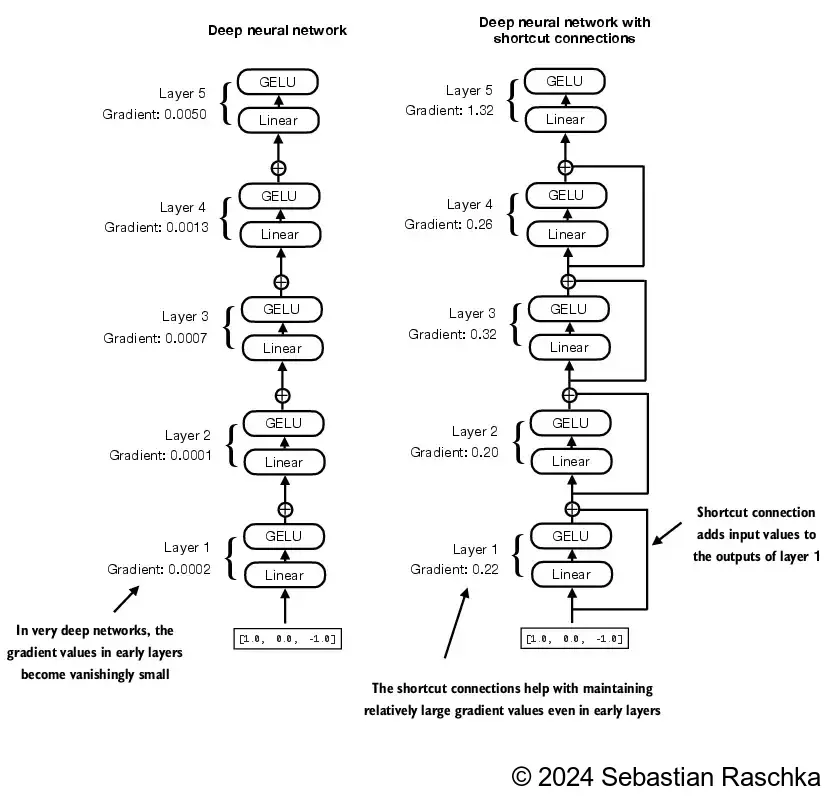 Deep neural network
Layer 5
Gradient: 0.0050
GELU
Linear
Layer 4
Gradient: 0.0013
GELU
Linear
Layer 3
Gradient: 0.0007
GELU
Linear
Layer 2
Gradient: 0.0001
GELU
Linear
Layer 1
Gradient: 0.0002
GELU
Linear
[1.0, 0.0, -1.0]
In very deep networks, the
gradient values in early layers
become vanishingly small
Deep neural network with
shortcut connections
Layer 5
Gradient: 1.32
GELU
Linear
Layer 4
Gradient: 0.26
GELU
Linear
Layer 3
Gradient: 0.32
GELU
Linear
Layer 2
Gradient: 0.20
GELU
Linear
Layer 1
Gradient: 0.22
GELU
Linear
[1.0, 0.0, -1.0]
Shortcut connection
adds input values to
the outputs of layer 1
The shortcut connections help with maintaining
relatively large gradient values even in early layers
© 2024 Sebastian Raschka